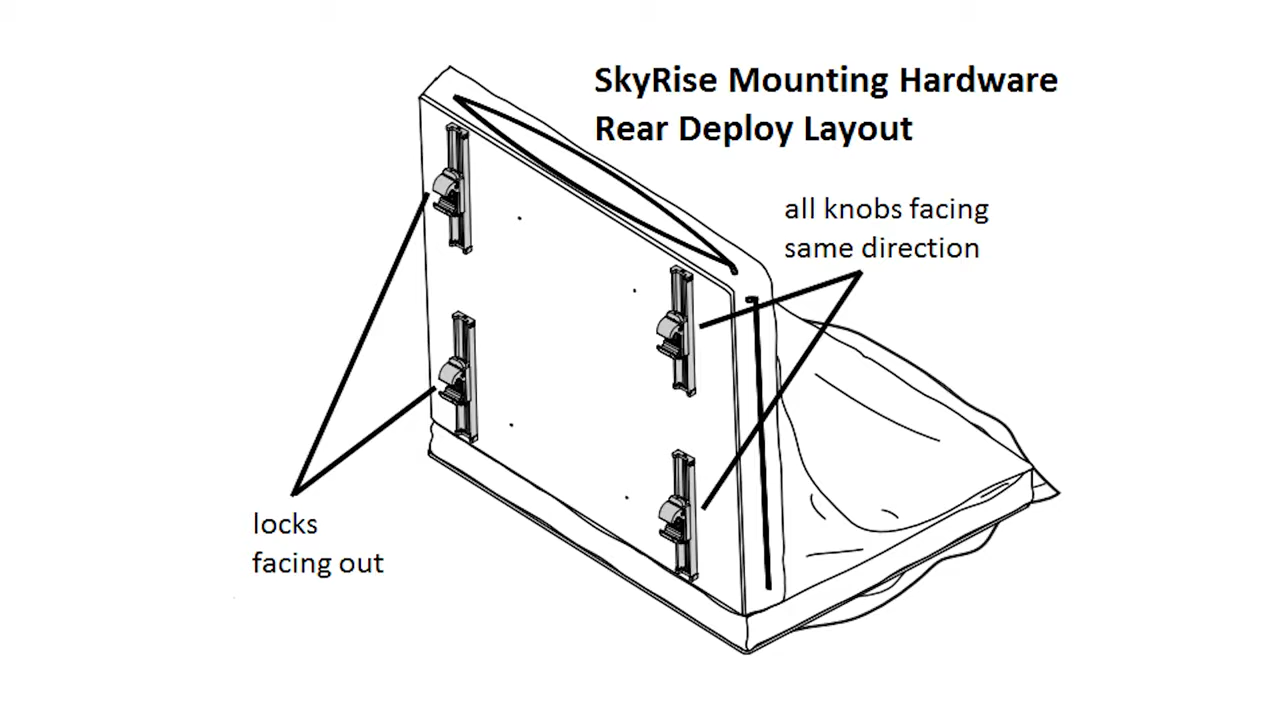 SkyRise Mounting Hardware
Rear Deploy Layout
all knobs facing
same direction
locks
facing out